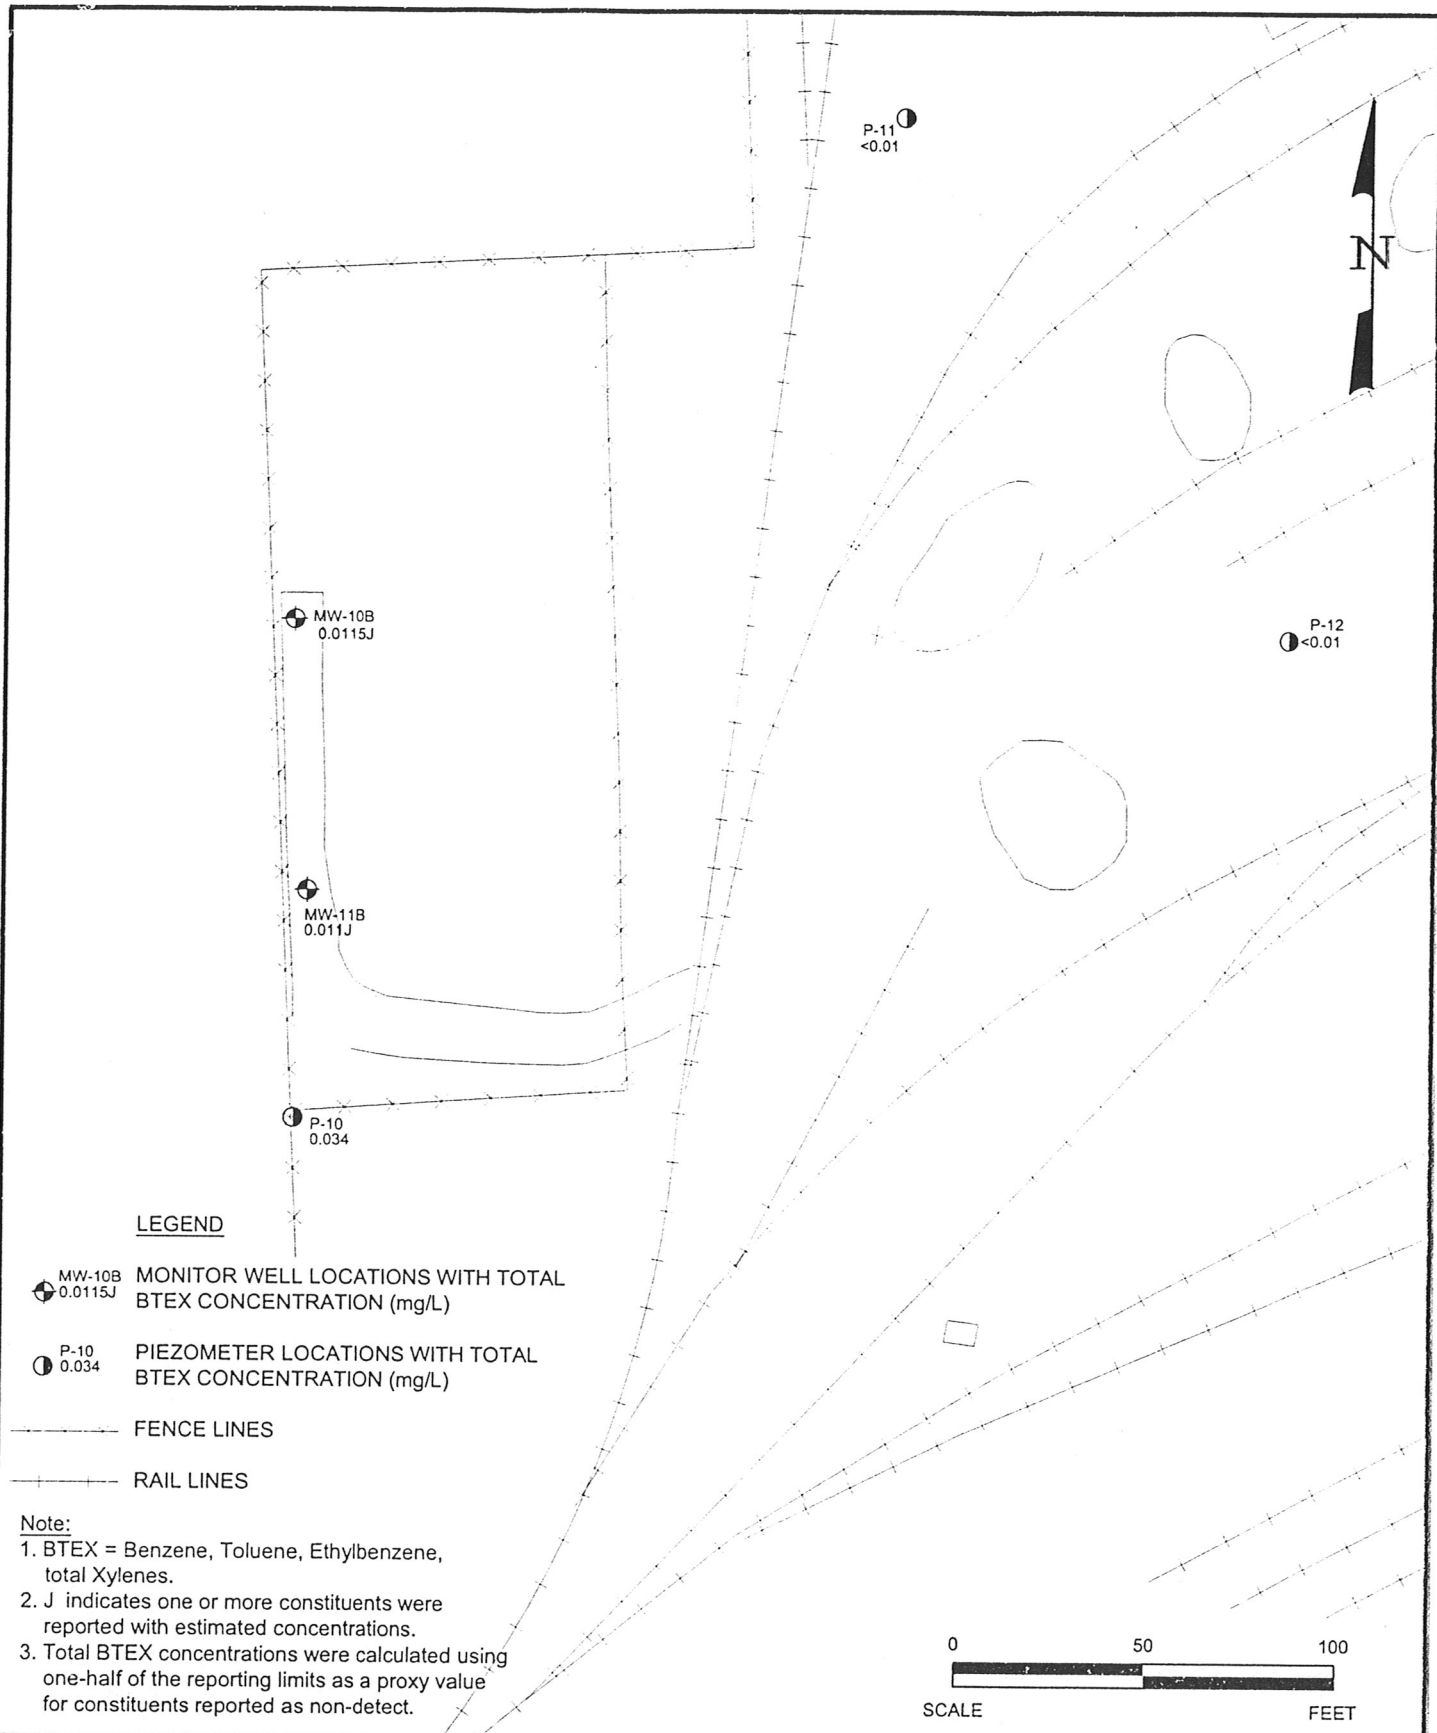 P-11
<0.01
N
MW-10B
0.0115J
P-12
<0.01
MW-11B
0.011J
P-10
0.034
LEGEND
MW-10B
0.0115J
MONITOR WELL LOCATIONS WITH TOTAL
BTEX CONCENTRATION (mg/L)
P-10
0.034
PIEZOMETER LOCATIONS WITH TOTAL
BTEX CONCENTRATION (mg/L)
FENCE LINES
RAIL LINES
Note:
1. BTEX = Benzene, Toluene, Ethylbenzene,
total Xylenes.
2. J indicates one or more constituents were
reported with estimated concentrations.
3. Total BTEX concentrations were calculated using
one-half of the reporting limits as a proxy value
for constituents reported as non-detect.
0 50 100
SCALE FEET